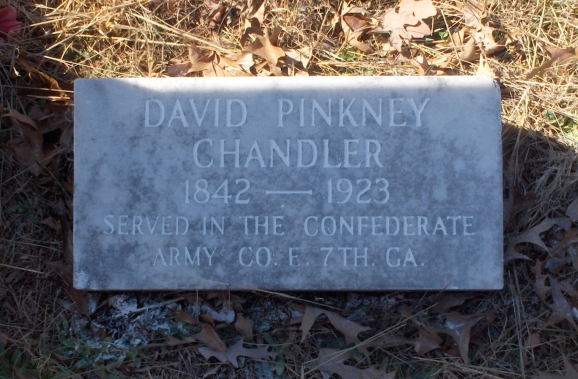 DAVID PINKNEY
CHANDLER
1842 — 1923
SERVED IN THE CONFEDERATE
ARMY CO. E. 7TH. GA.